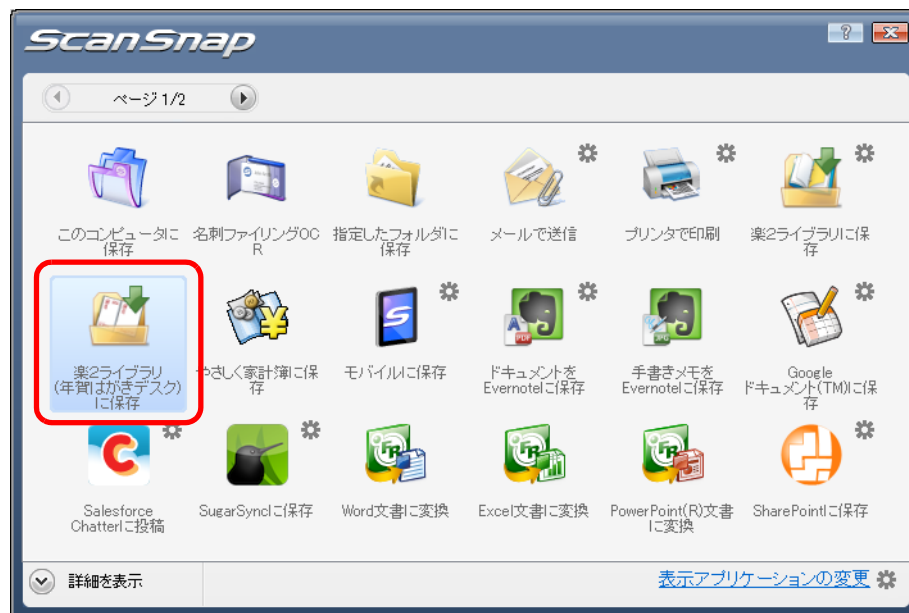 ScanSnap
?
ページ 1/2
このコンピュータに
保存
名刺ファイリングOC
R
指定したフォルダに
保存
メールで送信
プリンタで印刷
楽2ライブラリに保
存
楽2ライブラリ
(年賀はがきデスク)
に保存
やさしく家計簿に保
存
モバイルに保存
ドキュメントを
Evernoteに保存
手書きメモを
Evernoteに保存
Google
ドキュメント(TM)に保
存
Salesforce
Chatterに投稿
SugarSyncに保存
Word文書に変換
Excel文書に変換
PowerPoint(R)文書
に変換
SharePointに保存
詳細を表示
表示アプリケーションの変更